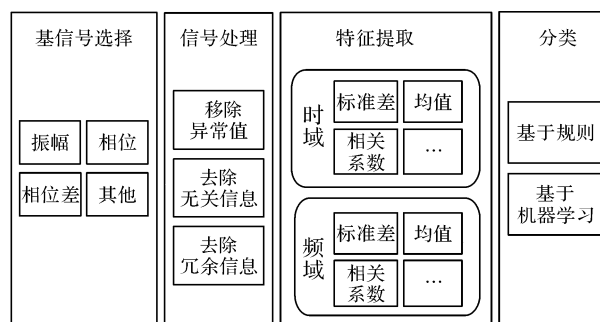 基信号选择
振幅
相位
相位差
其他
信号处理
移除
异常值
去除
无关信息
去除
冗余信息
特征提取
时域
标准差
均值
相关
系数
...
频域
标准差
均值
相关
系数
...
分类
基于规则
基于
机器学习